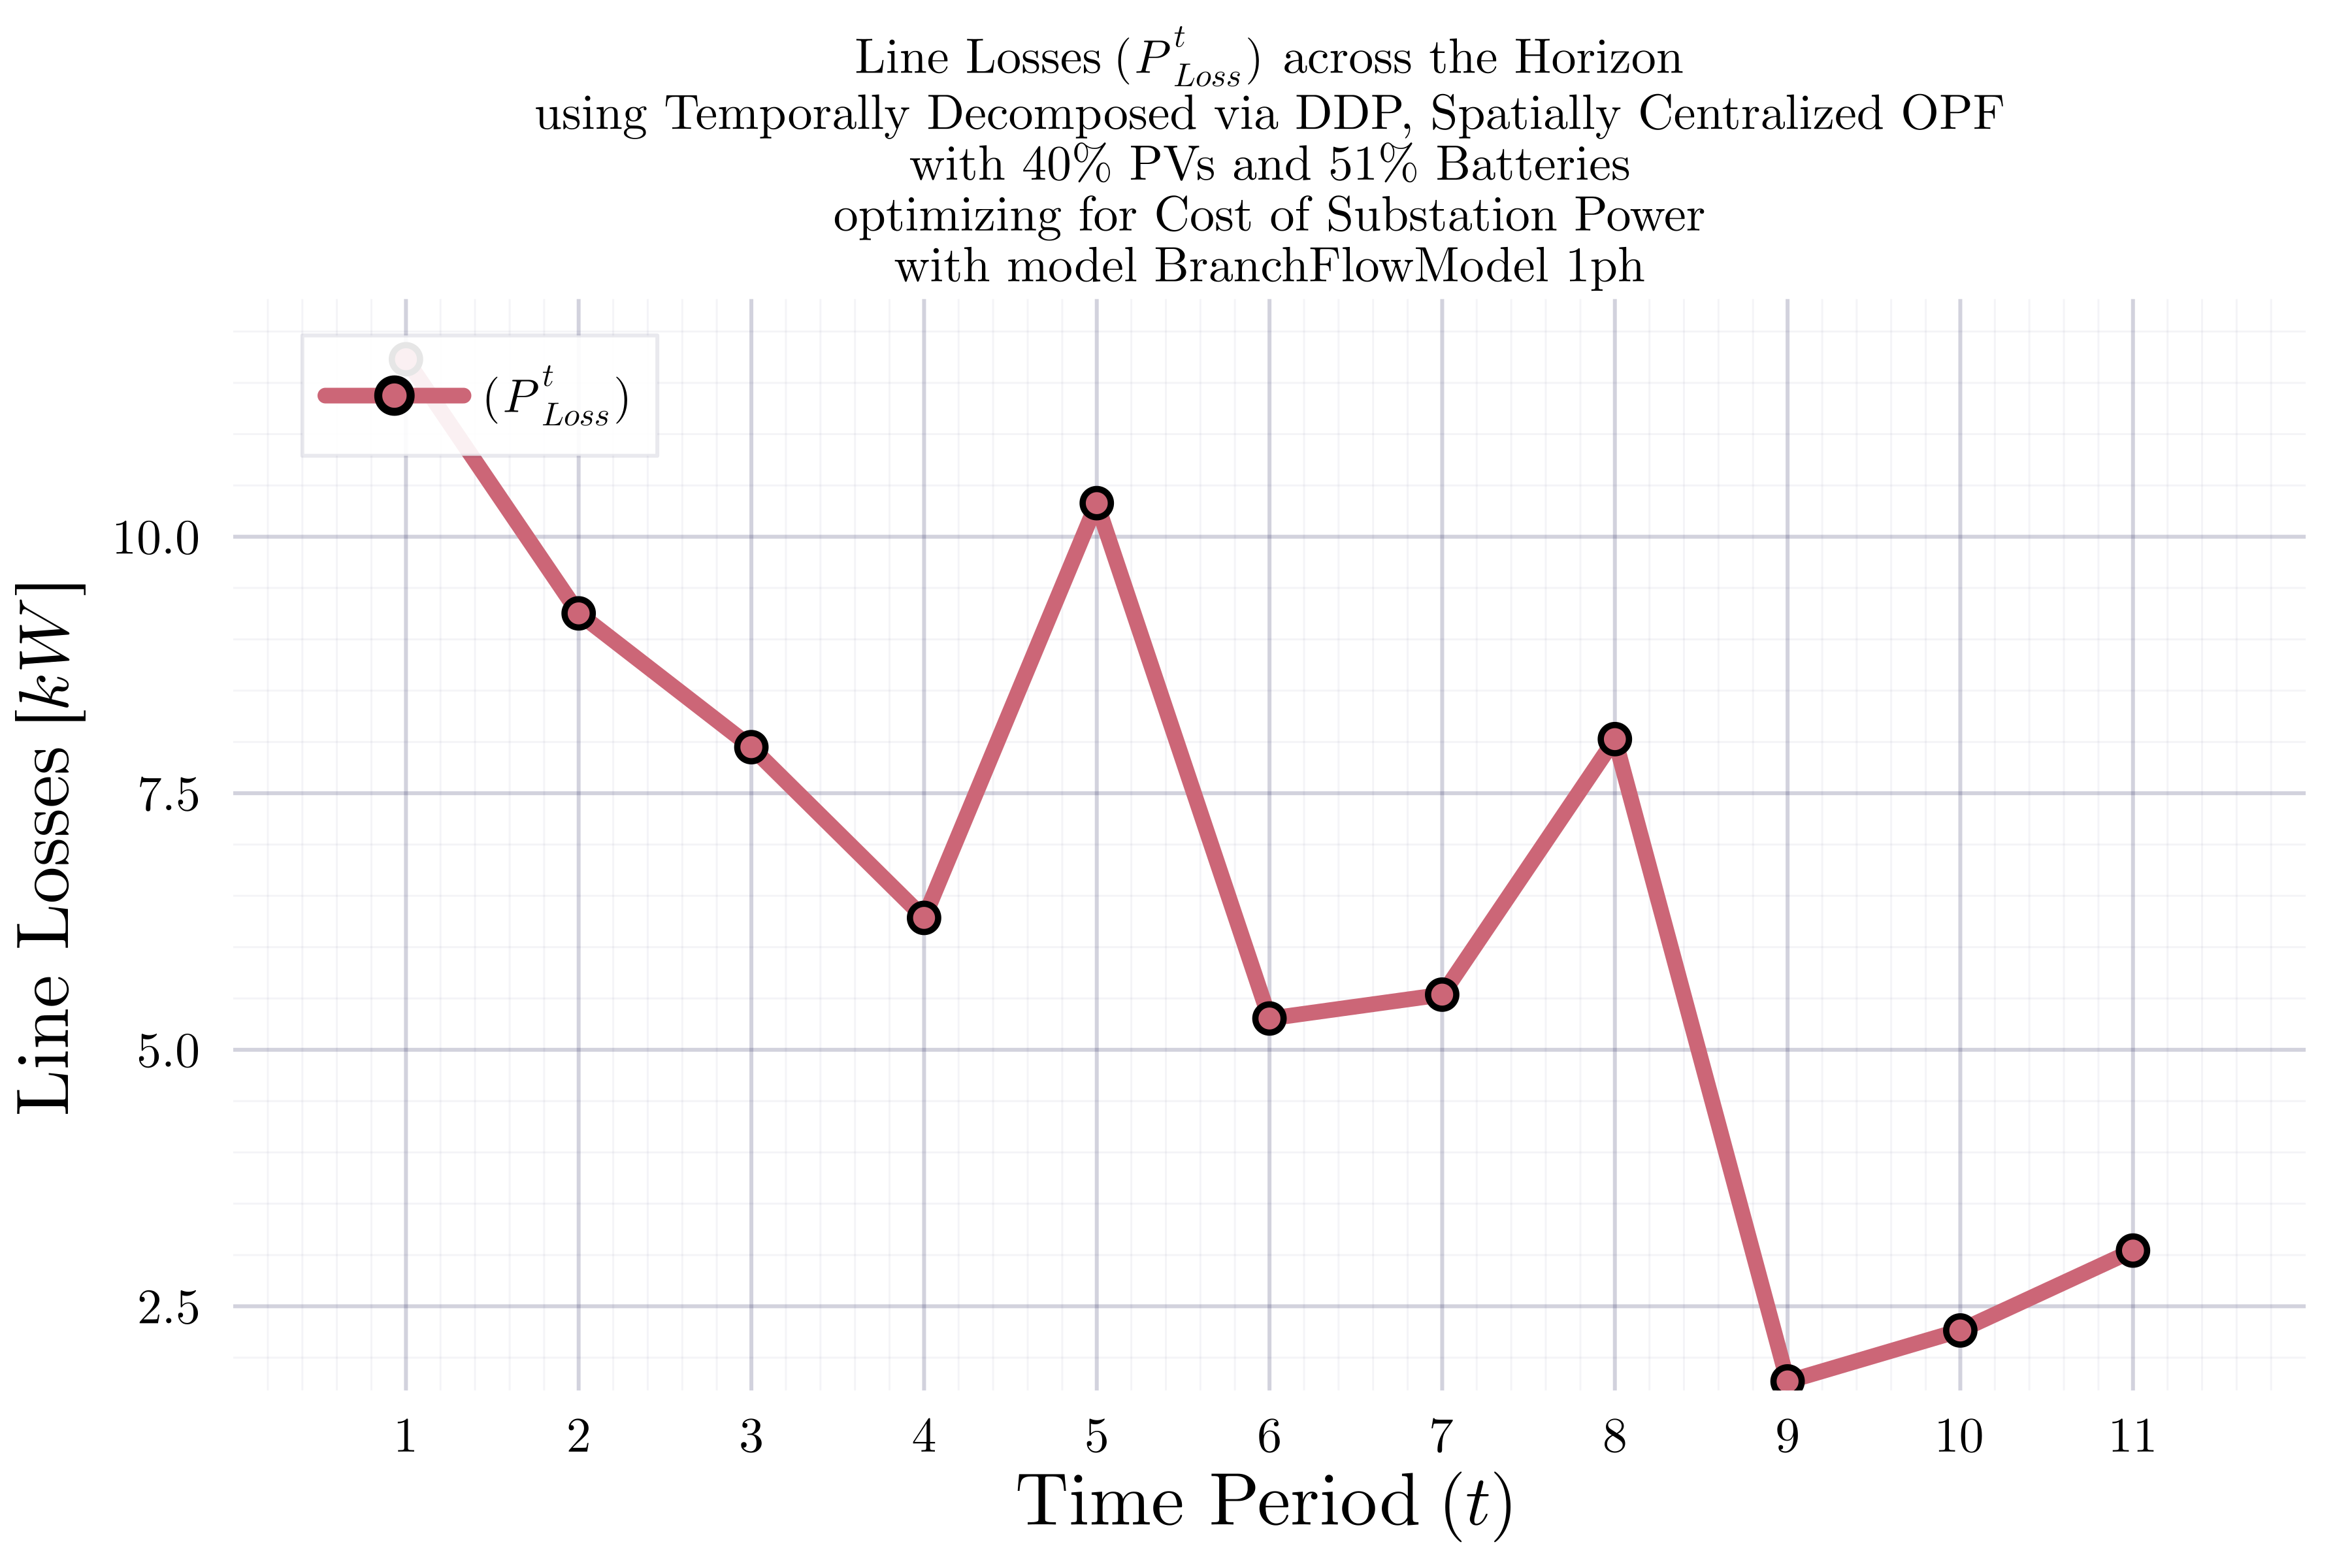 Line Losses (P^t_Loss) across the Horizon
using Temporally Decomposed via DDP, Spatially Centralized OPF
with 40% PVs and 51% Batteries
optimizing for Cost of Substation Power
with model BranchFlowModel 1ph
(P^t_Loss)
Line Losses [kW]
10.0
7.5
5.0
2.5
1 2 3 4 5 6 7 8 9 10 11
Time Period (t)